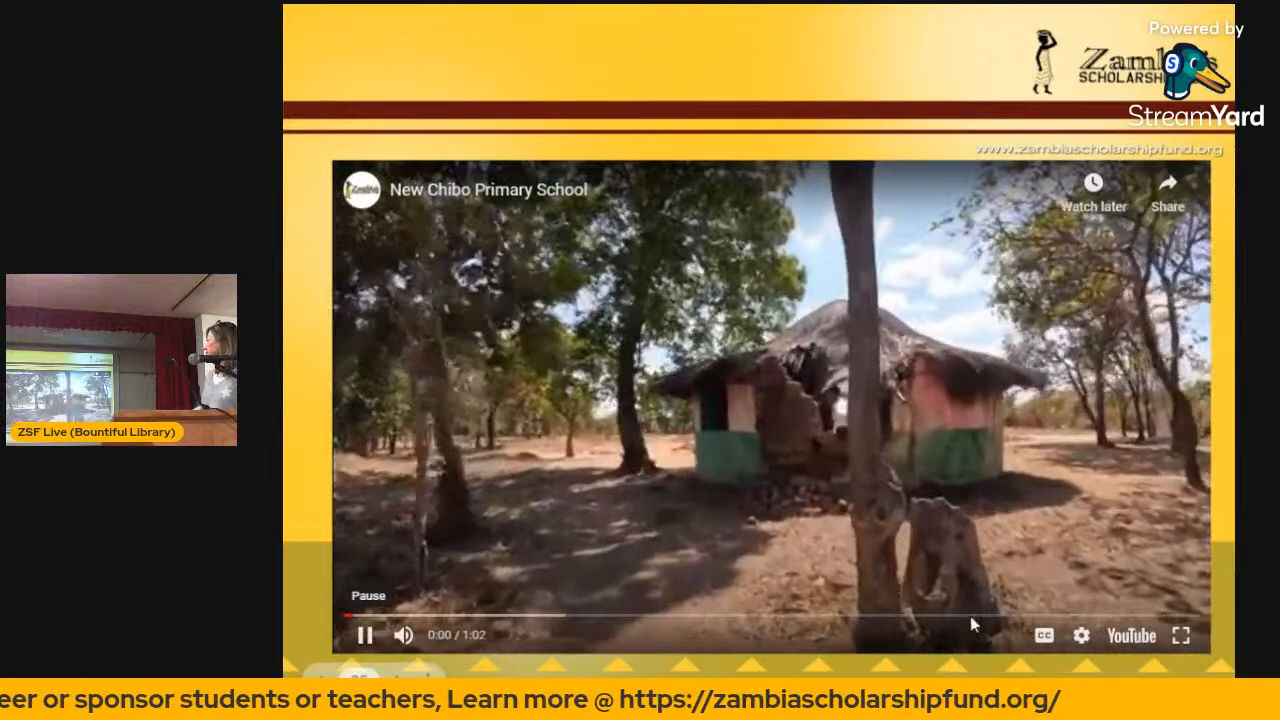 Powered by
SCHOLARSH
StreamYard
www.zambiascholarshipfund.org
New Chibo Primary School
Watch later
Share
ZSF Live (Bountiful Library)
Pause
0:00 / 1:02
CC
YouTube
eer or sponsor students or teachers, Learn more @ https://zambiascholarshipfund.org/